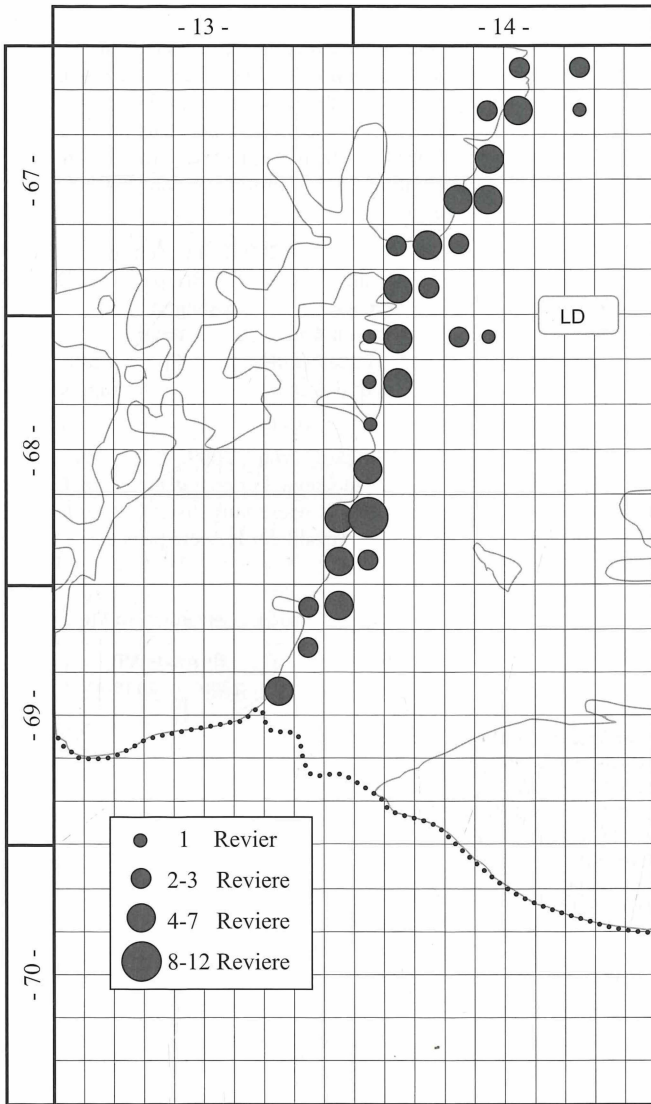 - 13 -
- 14 -
- 67 -
LD
- 68 -
- 69 -
1 Revier
2-3 Reviere
4-7 Reviere
8-12 Reviere
- 70 -